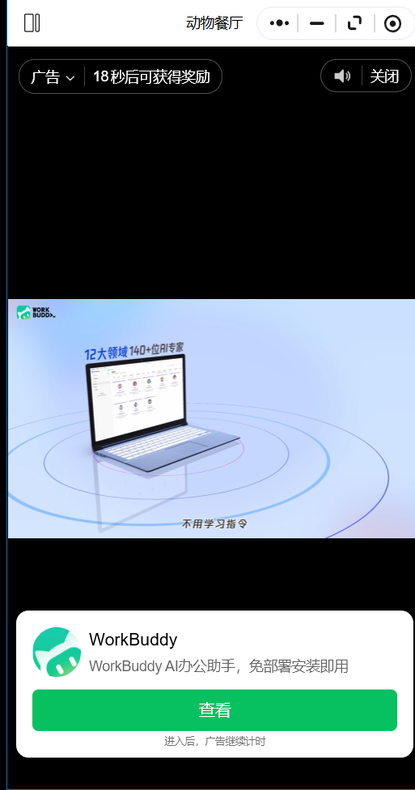 动物餐厅
广告
18秒后可获得奖励
关闭
WORK
BUDDY
12大领域 140+位AI专家
不用学习指令
WorkBuddy
WorkBuddy AI办公助手，免部署安装即用
查看
进入后，广告继续计时